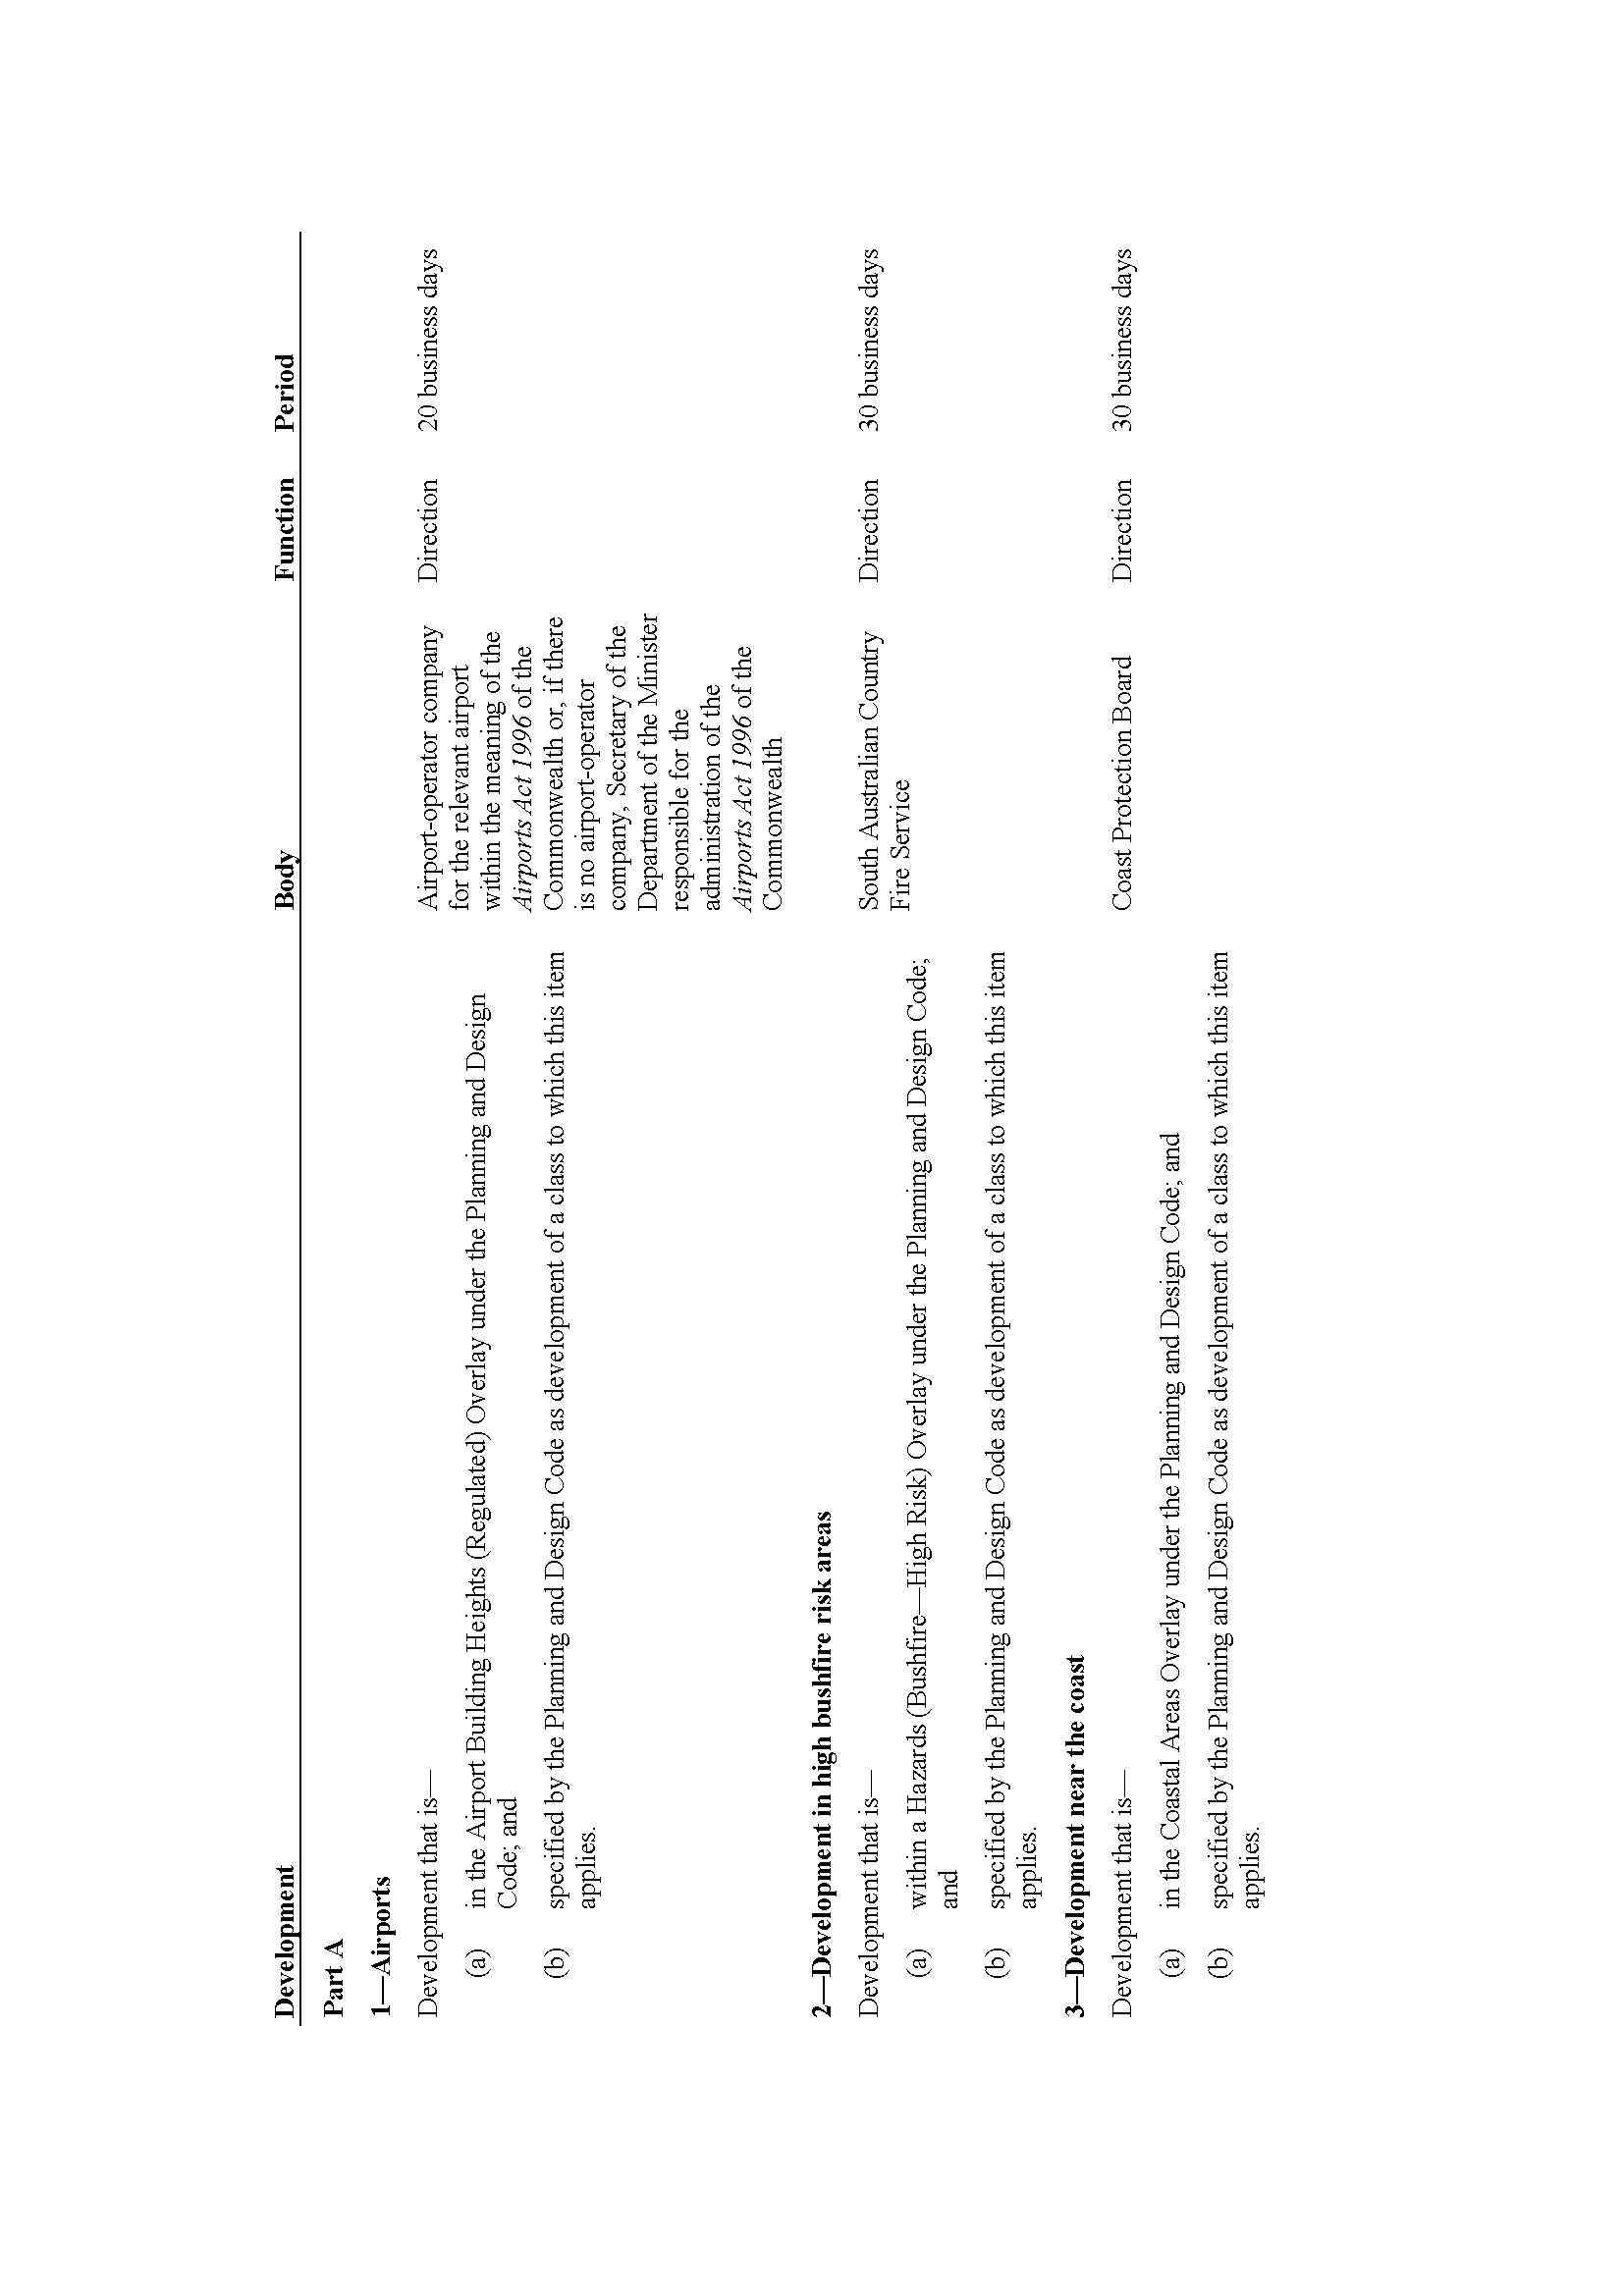 Development Body Function Period
Part A
1—Airports
Development that is— Airport-operator company Direction 20 business days
for the relevant airport
(a) in the Airport Building Heights (Regulated) Overlay under the Planning and Design within the meaning of the
Code; and Airports Act 1996 of the
(b) specified by the Planning and Design Code as development of a class to which this item Commonwealth or, if there
applies. is no airport-operator
company, Secretary of the
Department of the Minister
responsible for the
administration of the
Airports Act 1996 of the
Commonwealth
2—Development in high bushfire risk areas
Development that is— South Australian Country Direction 30 business days
Fire Service
(a) within a Hazards (Bushfire—High Risk) Overlay under the Planning and Design Code;
and
(b) specified by the Planning and Design Code as development of a class to which this item
applies.
3—Development near the coast
Development that is— Coast Protection Board Direction 30 business days
(a) in the Coastal Areas Overlay under the Planning and Design Code; and
(b) specified by the Planning and Design Code as development of a class to which this item
applies.